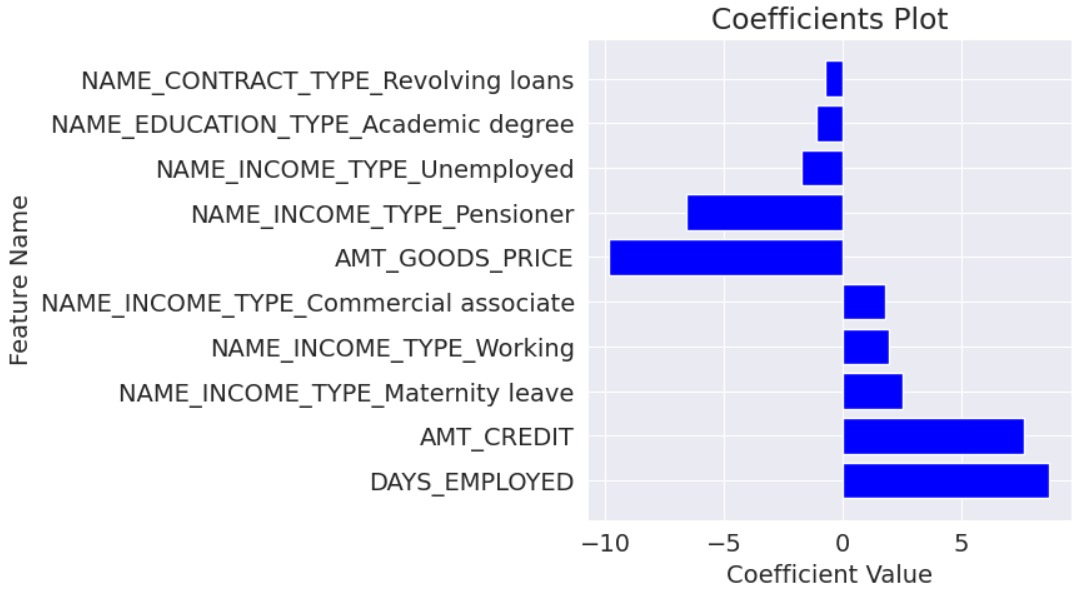 Coefficients Plot
Feature Name
NAME_CONTRACT_TYPE_Revolving loans
NAME_EDUCATION_TYPE_Academic degree
NAME_INCOME_TYPE_Unemployed
NAME_INCOME_TYPE_Pensioner
AMT_GOODS_PRICE
NAME_INCOME_TYPE_Commercial associate
NAME_INCOME_TYPE_Working
NAME_INCOME_TYPE_Maternity leave
AMT_CREDIT
DAYS_EMPLOYED
−10 −5 0 5
Coefficient Value